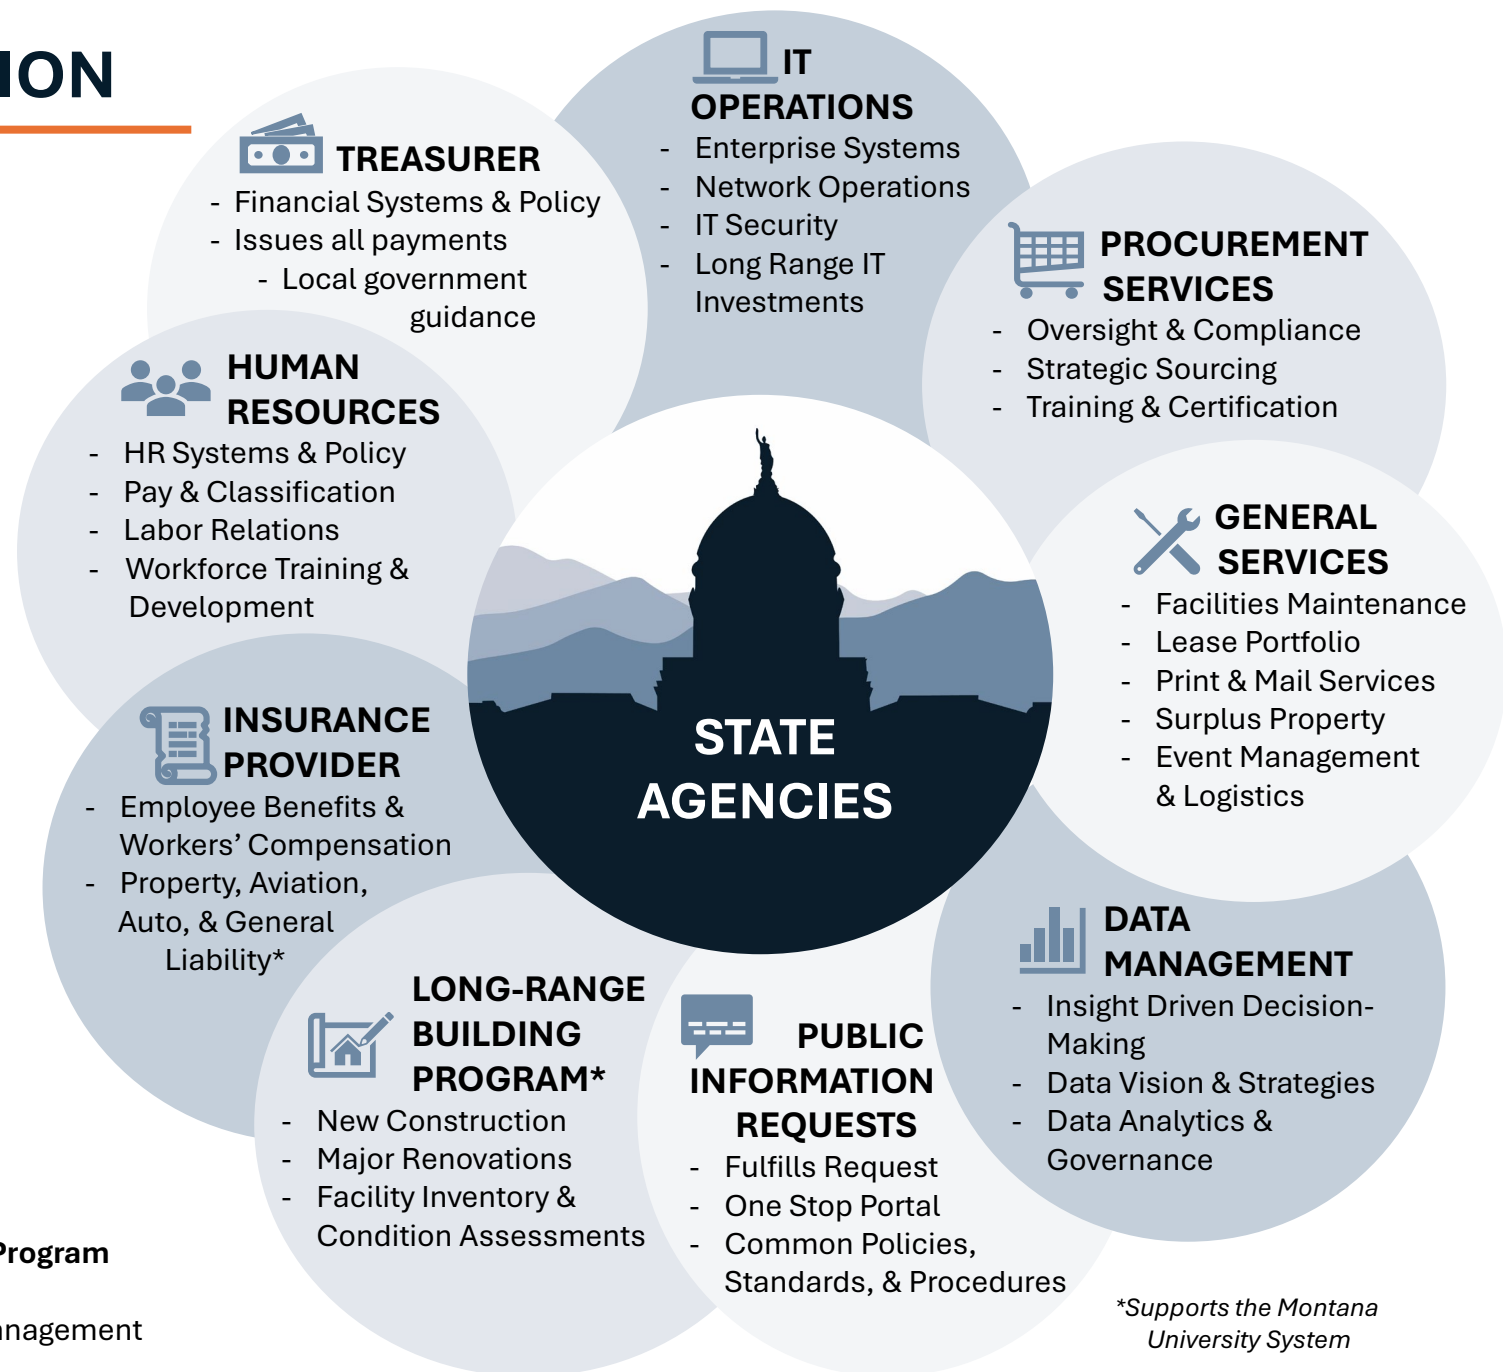 ION
TREASURER
- Financial Systems & Policy
- Issues all payments
- Local government
guidance
IT
OPERATIONS
- Enterprise Systems
- Network Operations
- IT Security
- Long Range IT
Investments
PROCUREMENT
SERVICES
- Oversight & Compliance
- Strategic Sourcing
- Training & Certification
HUMAN
RESOURCES
- HR Systems & Policy
- Pay & Classification
- Labor Relations
- Workforce Training &
Development
GENERAL
SERVICES
- Facilities Maintenance
- Lease Portfolio
- Print & Mail Services
- Surplus Property
- Event Management
& Logistics
STATE
AGENCIES
INSURANCE
PROVIDER
- Employee Benefits &
Workers’ Compensation
- Property, Aviation,
Auto, & General
Liability*
DATA
MANAGEMENT
- Insight Driven Decision-
Making
- Data Vision & Strategies
- Data Analytics &
Governance
LONG-RANGE
BUILDING
PROGRAM*
- New Construction
- Major Renovations
- Facility Inventory &
Condition Assessments
PUBLIC
INFORMATION
REQUESTS
- Fulfills Request
- One Stop Portal
- Common Policies,
Standards, & Procedures
Program
nagement
*Supports the Montana
University System